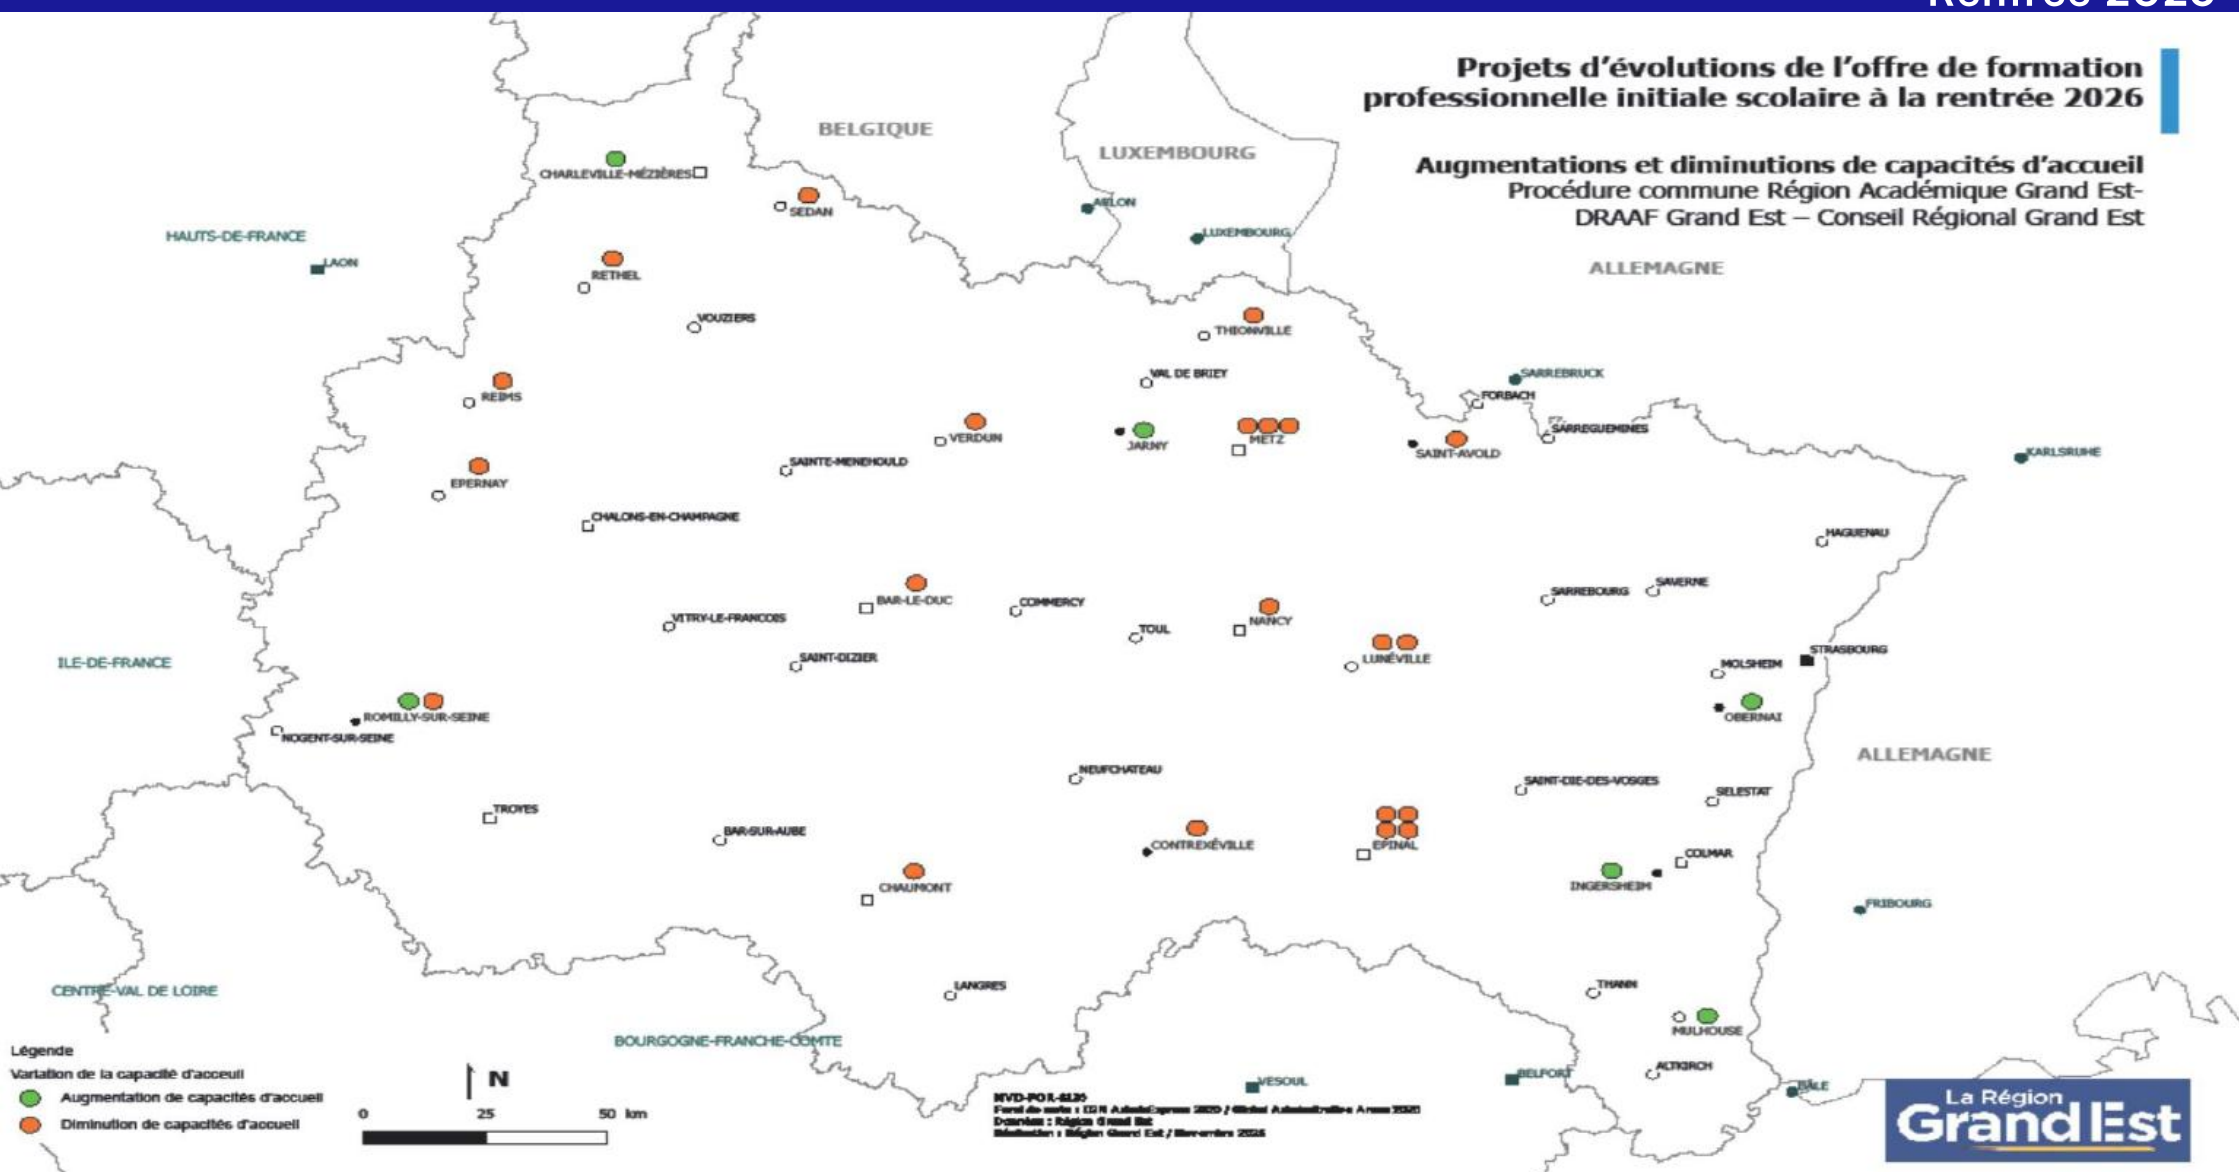 Projets d'évolutions de l'offre de formation
professionnelle initiale scolaire à la rentrée 2026
Augmentations et diminutions de capacités d'accueil
Procédure commune Région Académique Grand Est-
DRAAF Grand Est – Conseil Régional Grand Est
BELGIQUE
LUXEMBOURG
CHARLEVILLE-MÉZIÈRES
SEDAN
ARLON
LUXEMBOURG
HAUTS-DE-FRANCE
LAON
RETHEL
ALLEMAGNE
VOUZIERS
THIONVILLE
VAL DE BRIEY
SARREBRUCK
FORBACH
REIMS
VERDUN
JARNY
METZ
SAINT-AVOLD
SARREGUEMINES
KARLSRUHE
SAINTE-MENEHOULD
EPERNAY
CHALONS-EN-CHAMPAGNE
HAGUENAU
BAR-LE-DUC
COMMERCY
SARREBOURG
SAVERNE
VITRY-LE-FRANCOIS
TOUL
NANCY
LUNÉVILLE
STRASBOURG
SAINT-DIZIER
MOLSHEIM
ILE-DE-FRANCE
ROMILLY-SUR-SEINE
OBERNAI
NOGENT-SUR-SEINE
ALLEMAGNE
NEUFCHATEAU
SAINT-DIE-DES-VOSGES
SELESTAT
TROYES
BAR-SUR-AUBE
CONTREXÉVILLE
EPINAL
COLMAR
CHAUMONT
INGERSHEIM
FRIBOURG
CENTRE-VAL DE LOIRE
LANGRES
THANN
MULHOUSE
BOURGOGNE-FRANCHE-COMTE
ALTKIRCH
VESOUL
BELFORT
BÂLE
Légende
Variation de la capacité d'acceuil
Augmentation de capacités d'accueil
Diminution de capacités d'accueil
N
0 25 50 km
Données : Région Grand Est
La Région
Grand Est